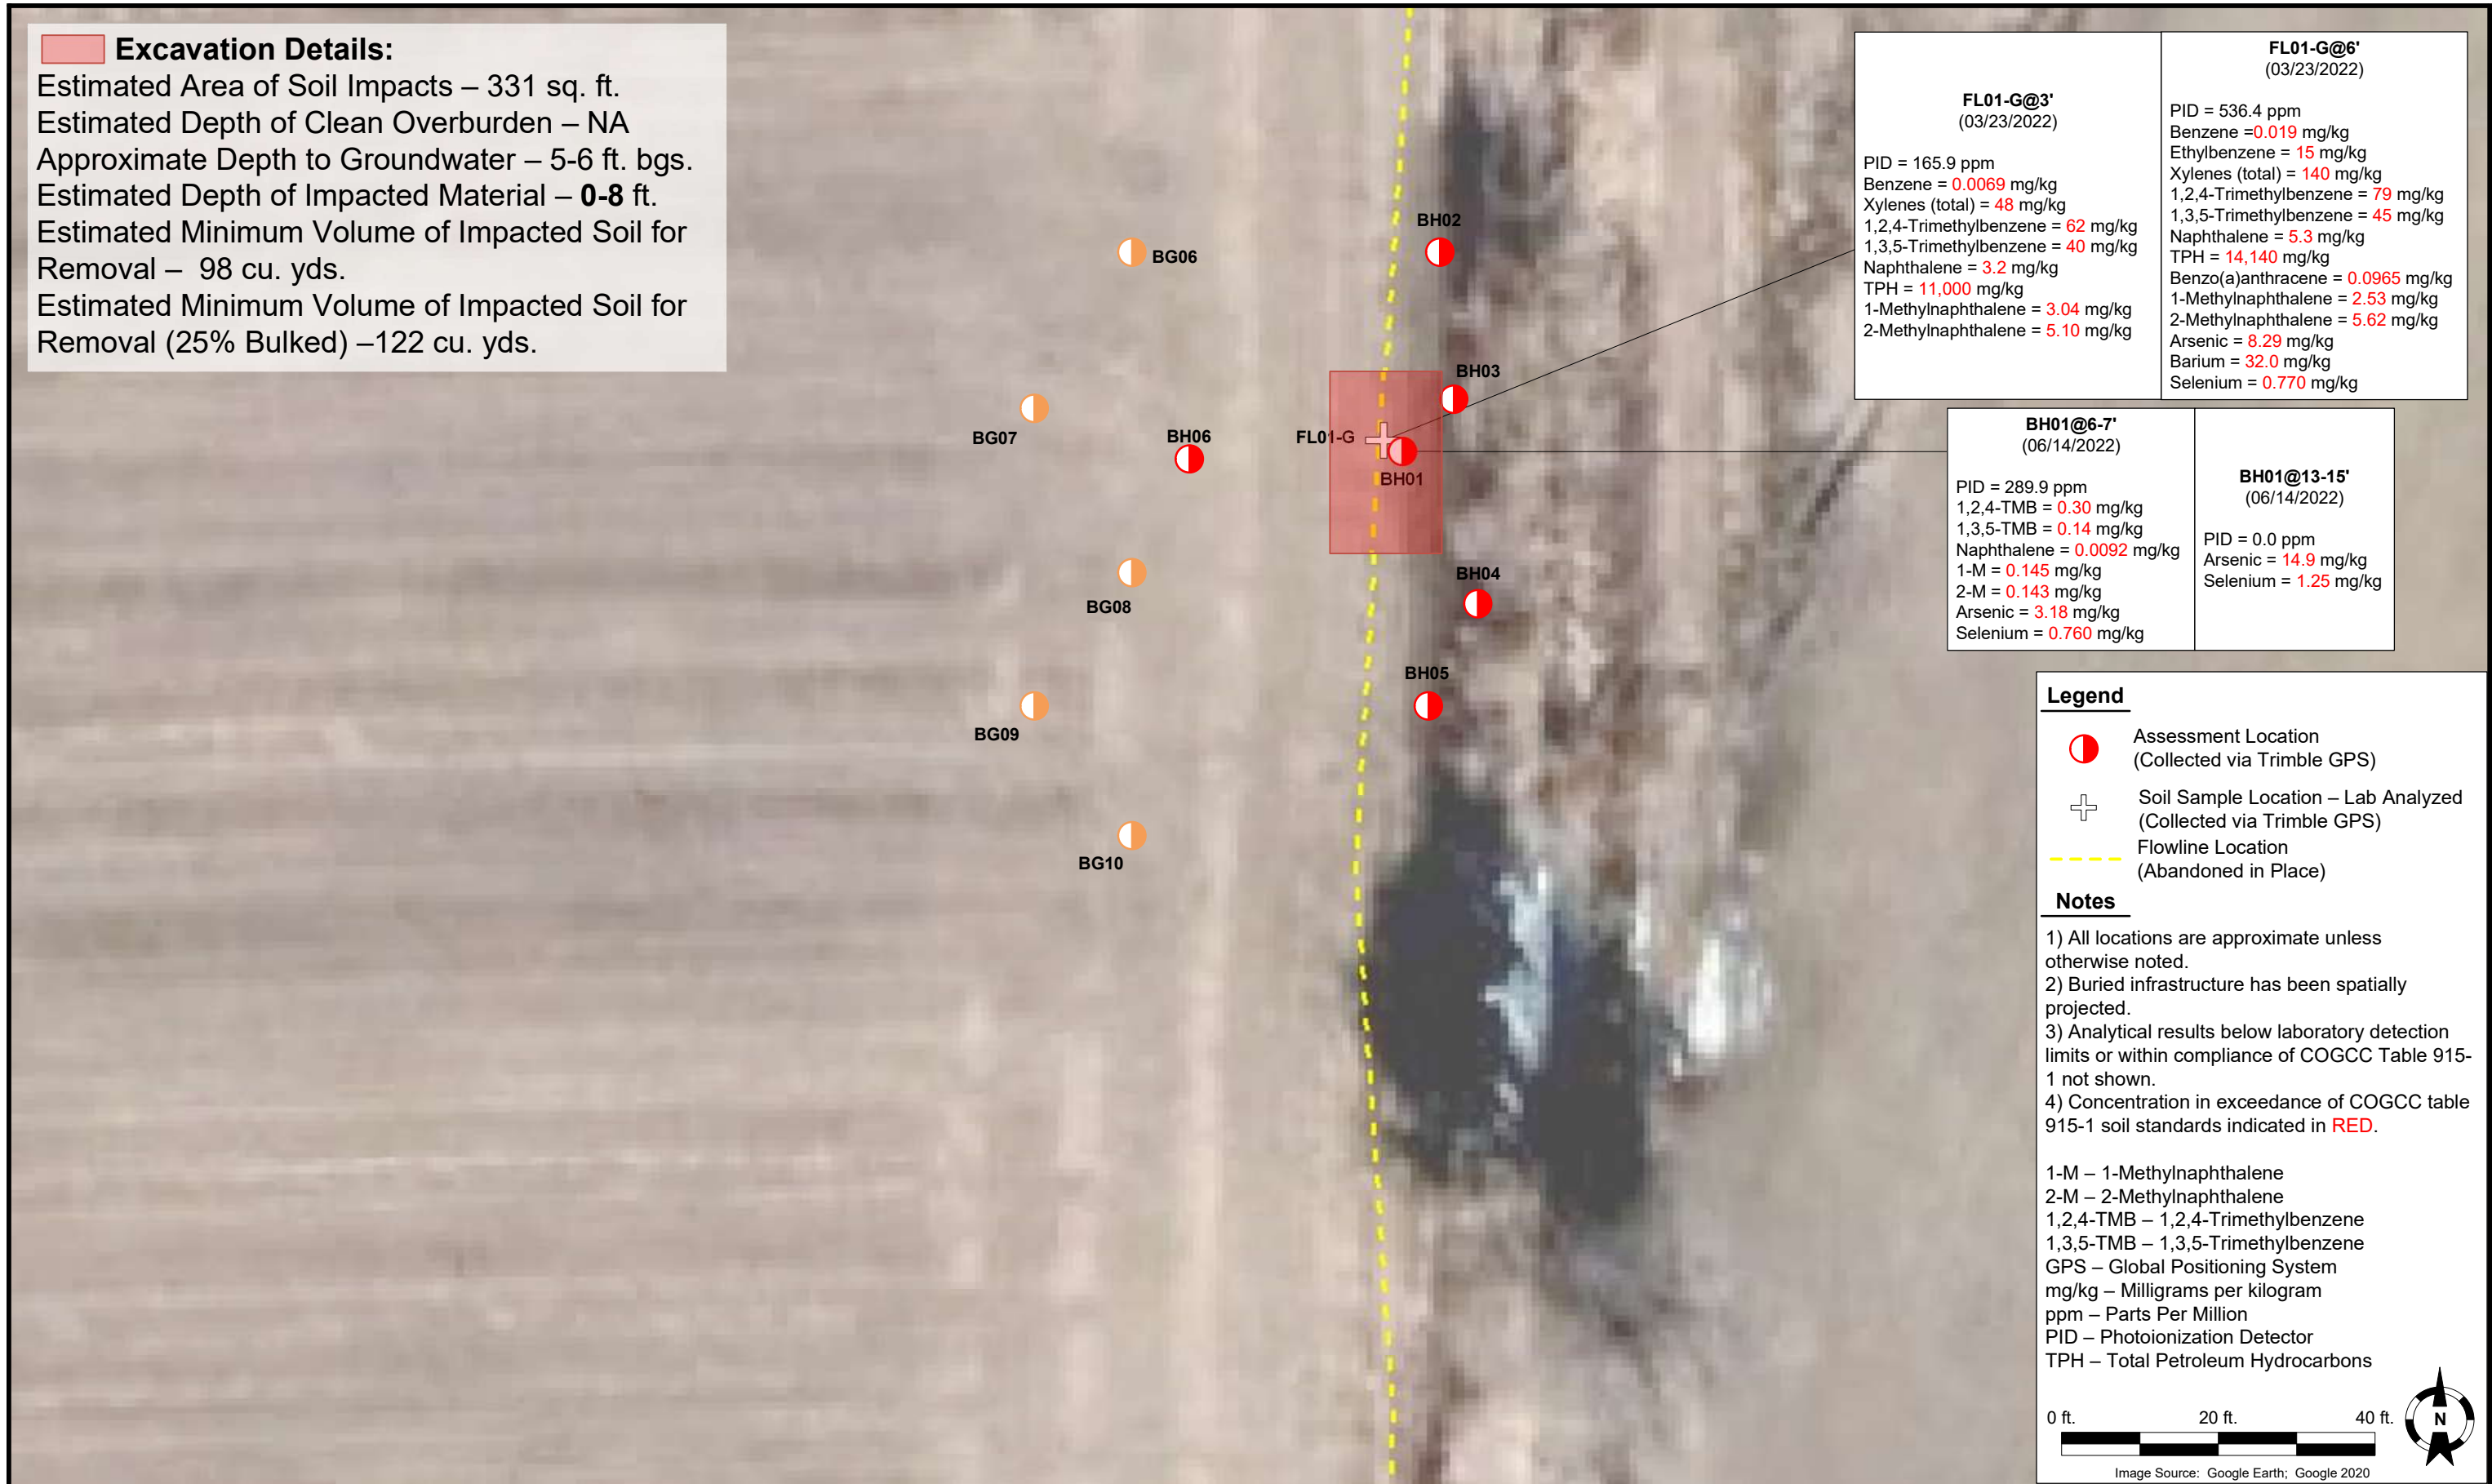 Excavation Details:
Estimated Area of Soil Impacts – 331 sq. ft.
Estimated Depth of Clean Overburden – NA
Approximate Depth to Groundwater – 5-6 ft. bgs.
Estimated Depth of Impacted Material – 0-8 ft.
Estimated Minimum Volume of Impacted Soil for
Removal – 98 cu. yds.
Estimated Minimum Volume of Impacted Soil for
Removal (25% Bulked) –122 cu. yds.
FL01-G@3'
(03/23/2022)
PID = 165.9 ppm
Benzene = 0.0069 mg/kg
Xylenes (total) = 48 mg/kg
1,2,4-Trimethylbenzene = 62 mg/kg
1,3,5-Trimethylbenzene = 40 mg/kg
Naphthalene = 3.2 mg/kg
TPH = 11,000 mg/kg
1-Methylnaphthalene = 3.04 mg/kg
2-Methylnaphthalene = 5.10 mg/kg
FL01-G@6'
(03/23/2022)
PID = 536.4 ppm
Benzene =0.019 mg/kg
Ethylbenzene = 15 mg/kg
Xylenes (total) = 140 mg/kg
1,2,4-Trimethylbenzene = 79 mg/kg
1,3,5-Trimethylbenzene = 45 mg/kg
Naphthalene = 5.3 mg/kg
TPH = 14,140 mg/kg
Benzo(a)anthracene = 0.0965 mg/kg
1-Methylnaphthalene = 2.53 mg/kg
2-Methylnaphthalene = 5.62 mg/kg
Arsenic = 8.29 mg/kg
Barium = 32.0 mg/kg
Selenium = 0.770 mg/kg
BH01@6-7'
(06/14/2022)
PID = 289.9 ppm
1,2,4-TMB = 0.30 mg/kg
1,3,5-TMB = 0.14 mg/kg
Naphthalene = 0.0092 mg/kg
1-M = 0.145 mg/kg
2-M = 0.143 mg/kg
Arsenic = 3.18 mg/kg
Selenium = 0.760 mg/kg
BH01@13-15'
(06/14/2022)
PID = 0.0 ppm
Arsenic = 14.9 mg/kg
Selenium = 1.25 mg/kg
BH02
BG06
BH03
BG07
BH06
FL01-G
BH01
BH04
BG08
BH05
BG09
BG10
Legend
Assessment Location
(Collected via Trimble GPS)
Soil Sample Location – Lab Analyzed
(Collected via Trimble GPS)
Flowline Location
(Abandoned in Place)
Notes
1) All locations are approximate unless
otherwise noted.
2) Buried infrastructure has been spatially
projected.
3) Analytical results below laboratory detection
limits or within compliance of COGCC Table 915-
1 not shown.
4) Concentration in exceedance of COGCC table
915-1 soil standards indicated in RED.
1-M – 1-Methylnaphthalene
2-M – 2-Methylnaphthalene
1,2,4-TMB – 1,2,4-Trimethylbenzene
1,3,5-TMB – 1,3,5-Trimethylbenzene
GPS – Global Positioning System
mg/kg – Milligrams per kilogram
ppm – Parts Per Million
PID – Photoionization Detector
TPH – Total Petroleum Hydrocarbons
0 ft. 20 ft. 40 ft.
N
Image Source: Google Earth; Google 2020